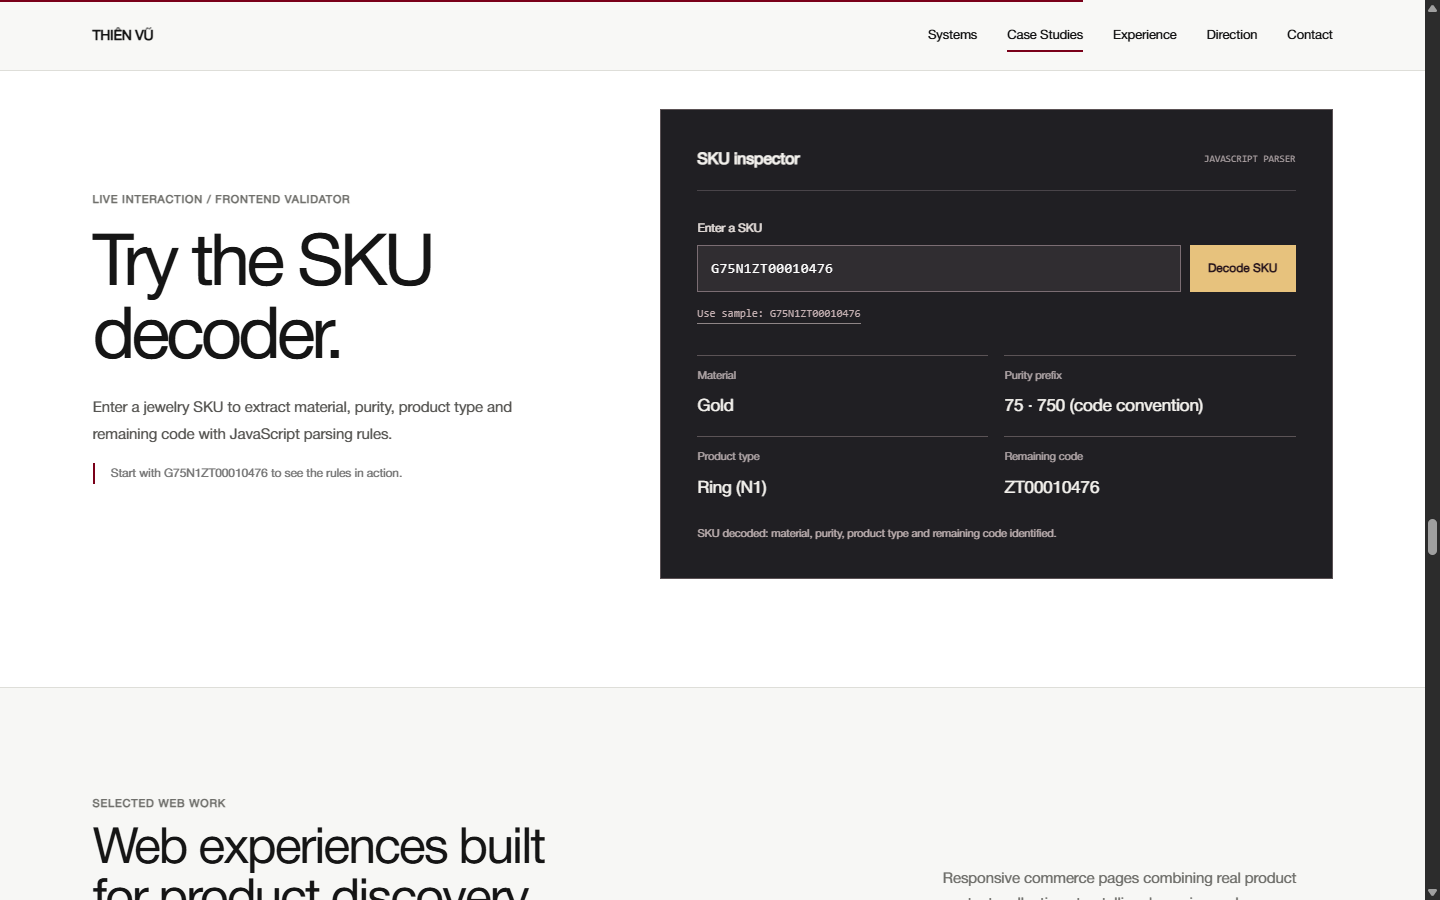 THIÊN VŨ
Systems
Case Studies
Experience
Direction
Contact
LIVE INTERACTION / FRONTEND VALIDATOR
Try the SKU
decoder.
Enter a jewelry SKU to extract material, purity, product type and
remaining code with JavaScript parsing rules.
Start with G75N1ZT00010476 to see the rules in action.
SKU inspector
JAVASCRIPT PARSER
Enter a SKU
G75N1ZT00010476
Decode SKU
Use sample: G75N1ZT00010476
Material
Gold
Purity prefix
75 · 750 (code convention)
Product type
Ring (N1)
Remaining code
ZT00010476
SKU decoded: material, purity, product type and remaining code identified.
SELECTED WEB WORK
Web experiences built
for product discovery
Responsive commerce pages combining real product